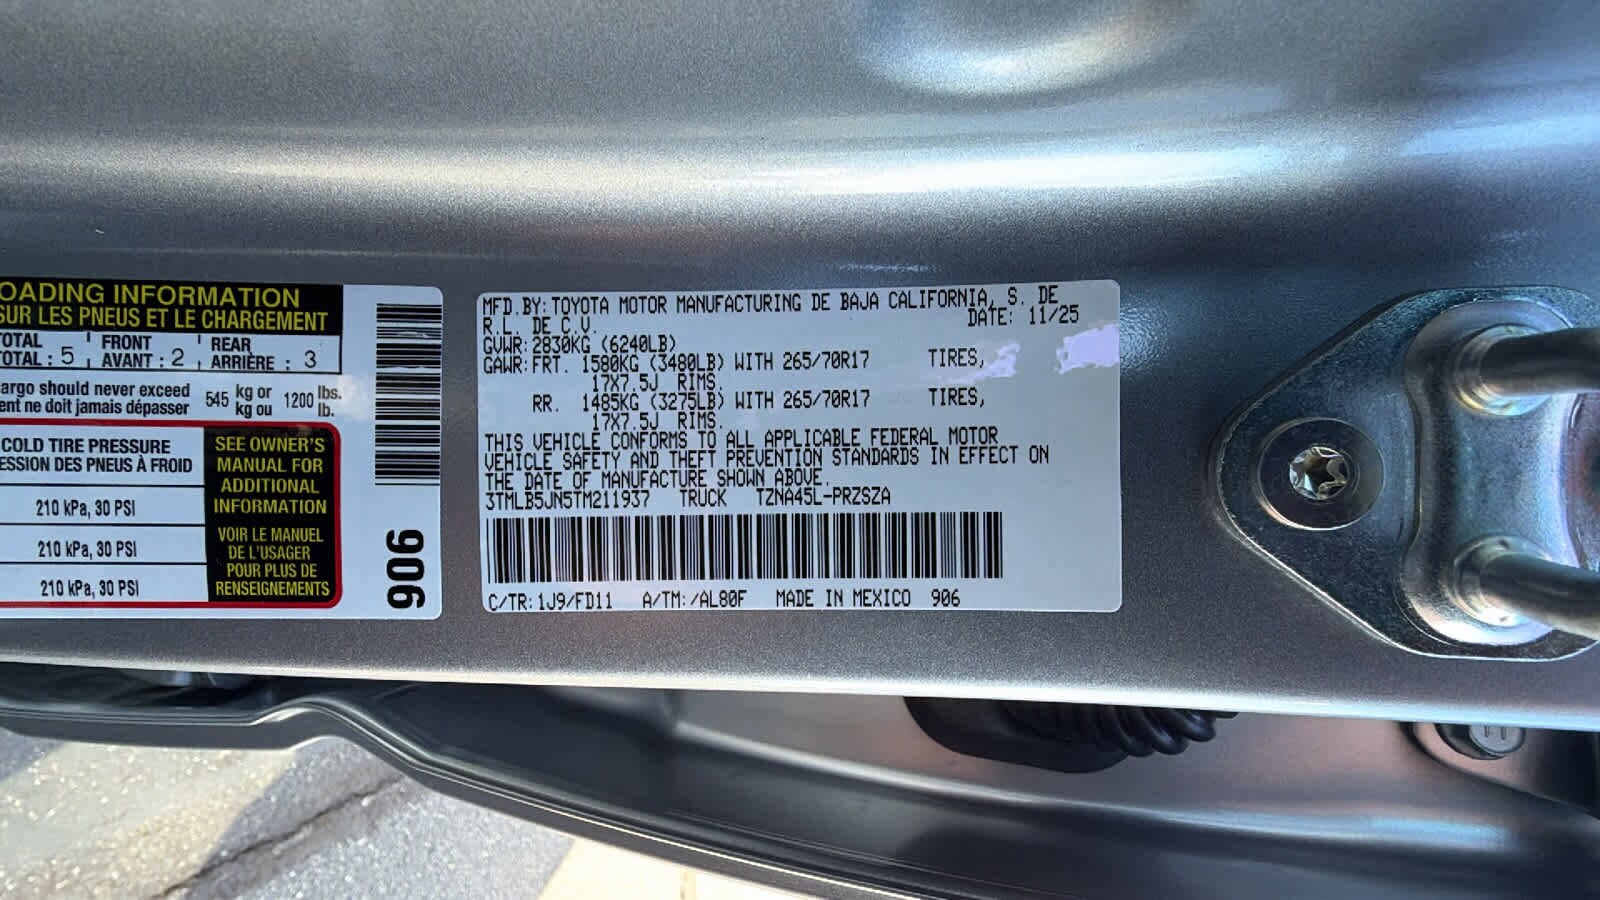 OADING INFORMATION
SUR LES PNEUS ET LE CHARGEMENT
TOTAL FRONT REAR
TOTAL : 5 AVANT : 2 ARRIÈRE : 3
cargo should never exceed 545 kg or 1200 lbs.
ent ne doit jamais dépasser kg ou lb.
COLD TIRE PRESSURE
ESSION DES PNEUS À FROID
210 kPa, 30 PSI
210 kPa, 30 PSI
210 kPa, 30 PSI
SEE OWNER'S
MANUAL FOR
ADDITIONAL
INFORMATION
VOIR LE MANUEL
DE L'USAGER
POUR PLUS DE
RENSEIGNEMENTS
906
MFD.BY:TOYOTA MOTOR MANUFACTURING DE BAJA CALIFORNIA, S. DE
R.L. DE C.V. DATE: 11/25
GVWR:2830KG (6240LB)
GAWR:FRT. 1580KG (3480LB) WITH 265/70R17 TIRES,
17X7.5J RIMS.
RR. 1485KG (3275LB) WITH 265/70R17 TIRES,
17X7.5J RIMS.
THIS VEHICLE CONFORMS TO ALL APPLICABLE FEDERAL MOTOR
VEHICLE SAFETY AND THEFT PREVENTION STANDARDS IN EFFECT ON
THE DATE OF MANUFACTURE SHOWN ABOVE.
3TMLB5JN5TM211937 TRUCK TZNA45L-PRZSZA
C/TR:1J9/FD11 A/TM:/AL80F MADE IN MEXICO 906